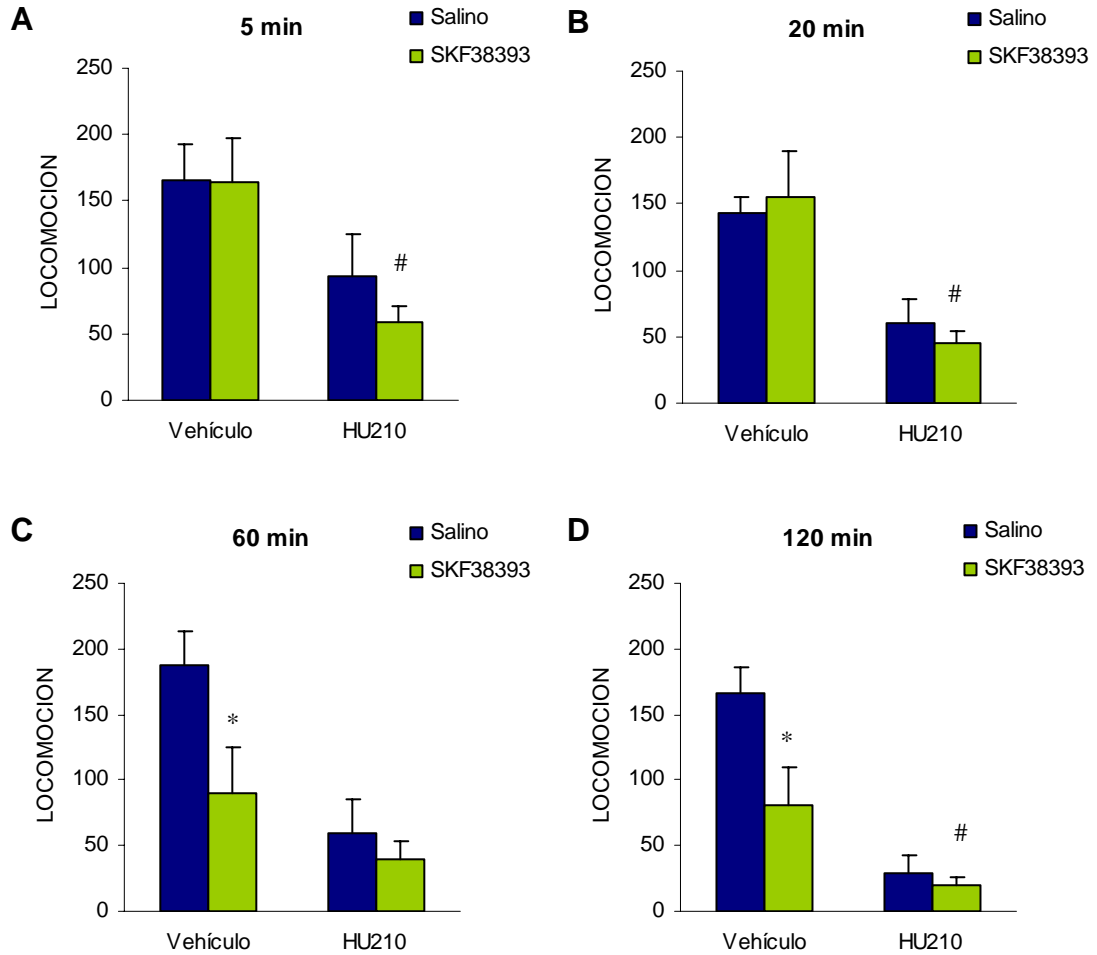 A
5 min
Salino
SKF38393
LOCOMOCION
250
200
150
100
50
0
#
Vehículo
HU210
B
20 min
Salino
SKF38393
LOCOMOCION
250
200
150
100
50
0
#
Vehículo
HU210
C
60 min
Salino
SKF38393
LOCOMOCION
250
200
150
100
50
0
*
Vehículo
HU210
D
120 min
Salino
SKF38393
LOCOMOCION
250
200
150
100
50
0
*
#
Vehículo
HU210